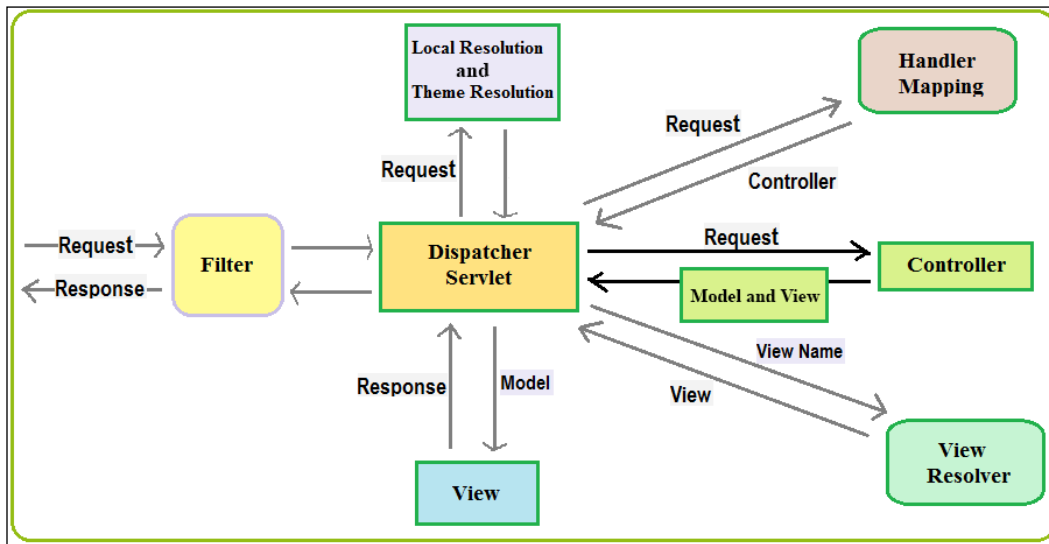 Local Resolution
and
Theme Resolution
Handler
Mapping
Request
Controller
Request
Request
Response
Filter
Dispatcher
Servlet
Request
Controller
Model and View
View Name
View
Response
Model
View
View
Resolver